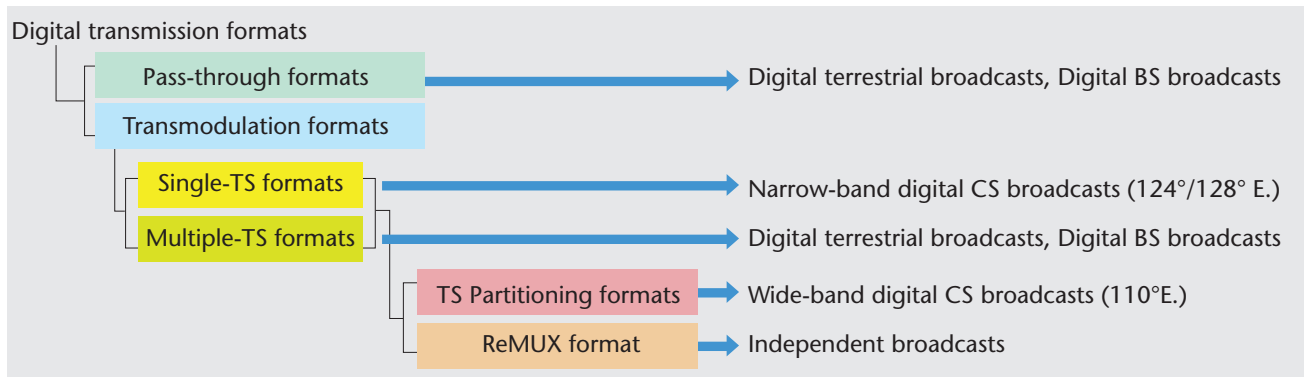 Digital transmission formats
Pass-through formats
Digital terrestrial broadcasts, Digital BS broadcasts
Transmodulation formats
Single-TS formats
Narrow-band digital CS broadcasts (124°/128° E.)
Multiple-TS formats
Digital terrestrial broadcasts, Digital BS broadcasts
TS Partitioning formats
Wide-band digital CS broadcasts (110°E.)
ReMUX format
Independent broadcasts